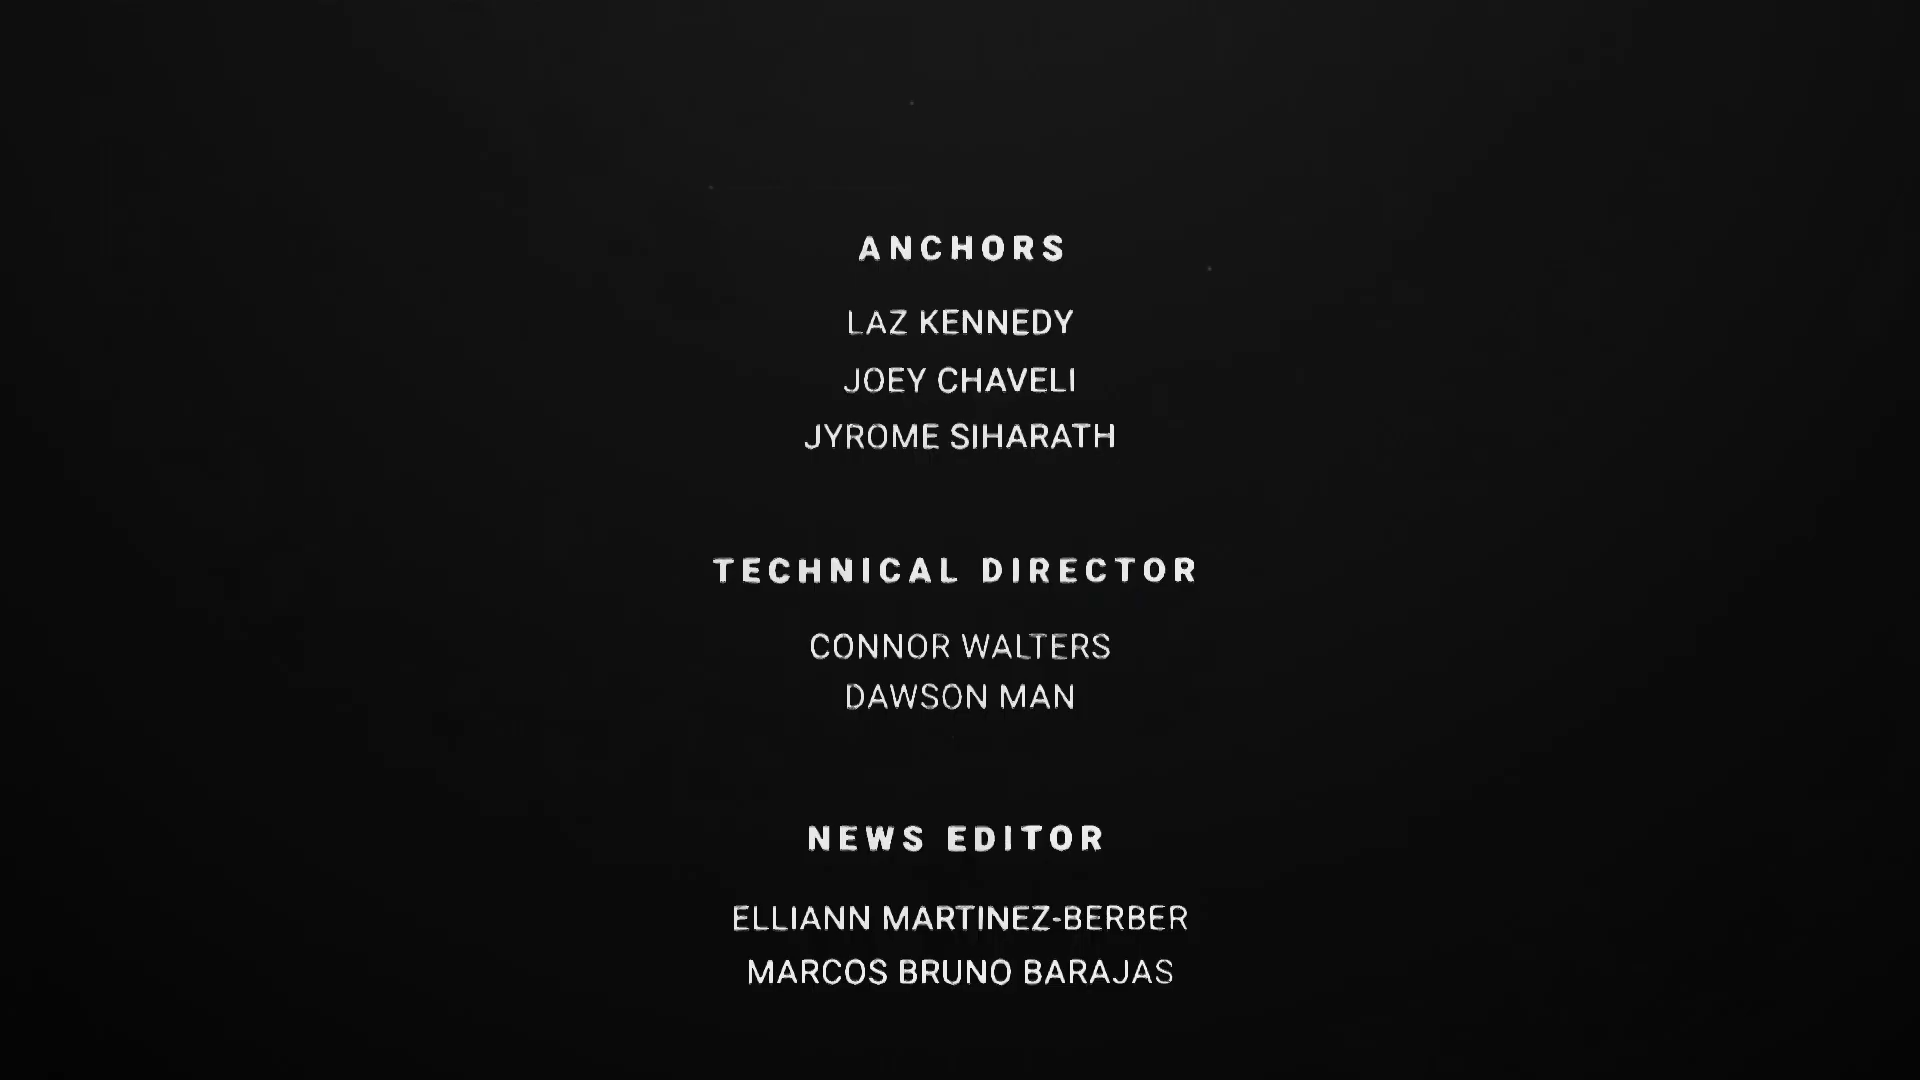 ANCHORS
LAZ KENNEDY
JOEY CHAVELI
JYROME SIHARATH
TECHNICAL DIRECTOR
CONNOR WALTERS
DAWSON MAN
NEWS EDITOR
ELLIANN MARTINEZ-BERBER
MARCOS BRUNO BARAJAS